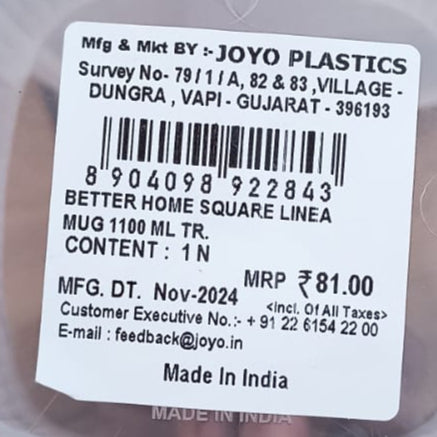 Mfg & Mkt BY :-JOYO PLASTICS
Survey No- 79/1/A, 82 & 83 ,VILLAGE -
DUNGRA , VAPI - GUJARAT - 396193
8 904098 922843
BETTER HOME SQUARE LINEA
MUG 1100 ML TR.
CONTENT : 1 N
MRP ₹81.00
MFG. DT. Nov-2024
<Incl. Of All Taxes>
Customer Executive No.:- + 91 22 6154 22 00
E-mail : feedback@joyo.in
Made In India
MADE IN INDIA